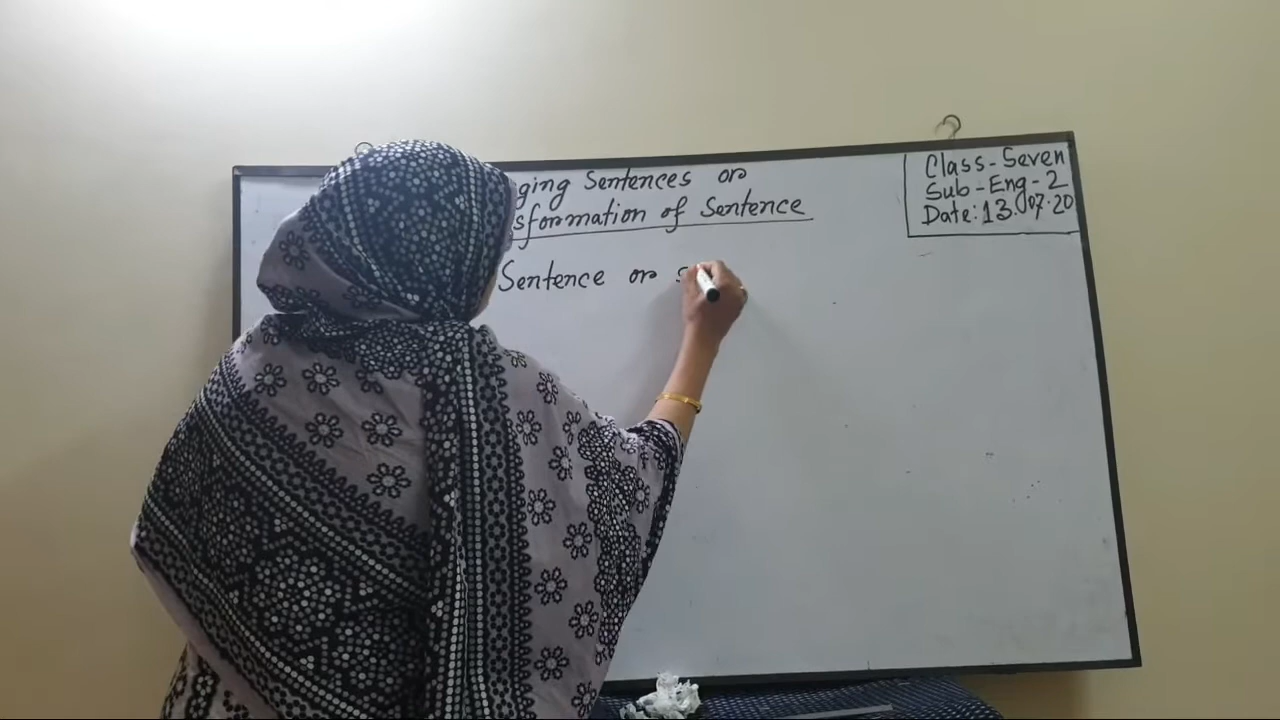 ging Sentences or
sformation of Sentence
Sentence or
Class-Seven
Sub-Eng-2
Date:13.07.20